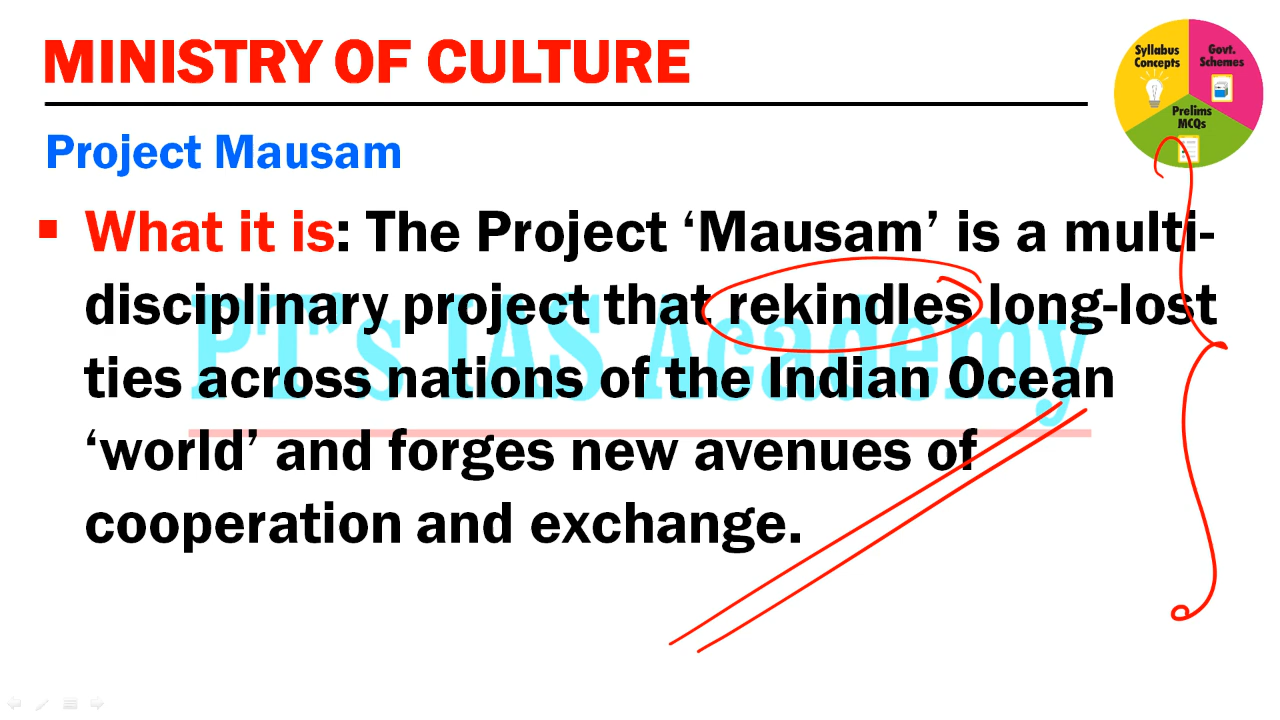 MINISTRY OF CULTURE
Syllabus
Concepts
Govt.
Schemes
Prelims
MCQs
Project Mausam
What it is: The Project ‘Mausam’ is a multi-
disciplinary project that rekindles long-lost
ties across nations of the Indian Ocean
‘world’ and forges new avenues of
cooperation and exchange.
PT's IAS Academy